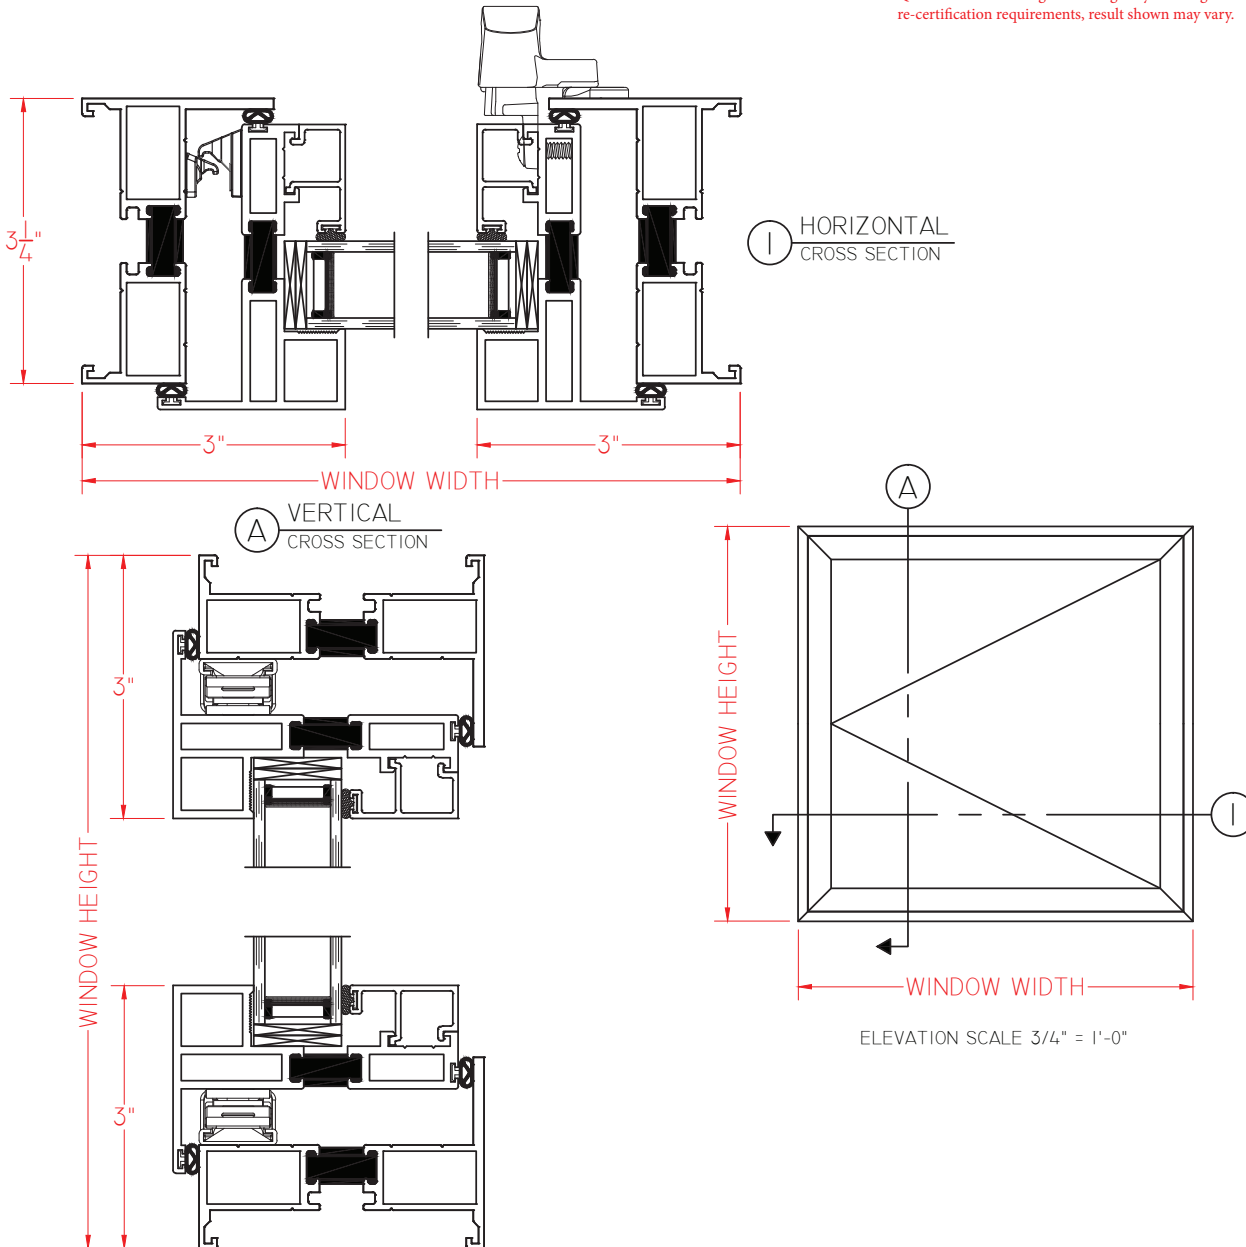 re-certification requirements, result shown may vary.
3 1/4"
I HORIZONTAL
CROSS SECTION
3"
3"
WINDOW WIDTH
A VERTICAL
CROSS SECTION
A
3"
WINDOW HEIGHT
WINDOW HEIGHT
I
3"
WINDOW WIDTH
ELEVATION SCALE 3/4" = 1'-0"